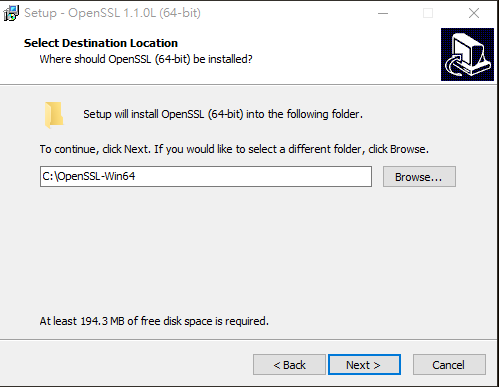 Setup - OpenSSL 1.1.0L (64-bit)
Select Destination Location
Where should OpenSSL (64-bit) be installed?
Setup will install OpenSSL (64-bit) into the following folder.
To continue, click Next. If you would like to select a different folder, click Browse.
C:\OpenSSL-Win64
Browse...
At least 194.3 MB of free disk space is required.
< Back
Next >
Cancel